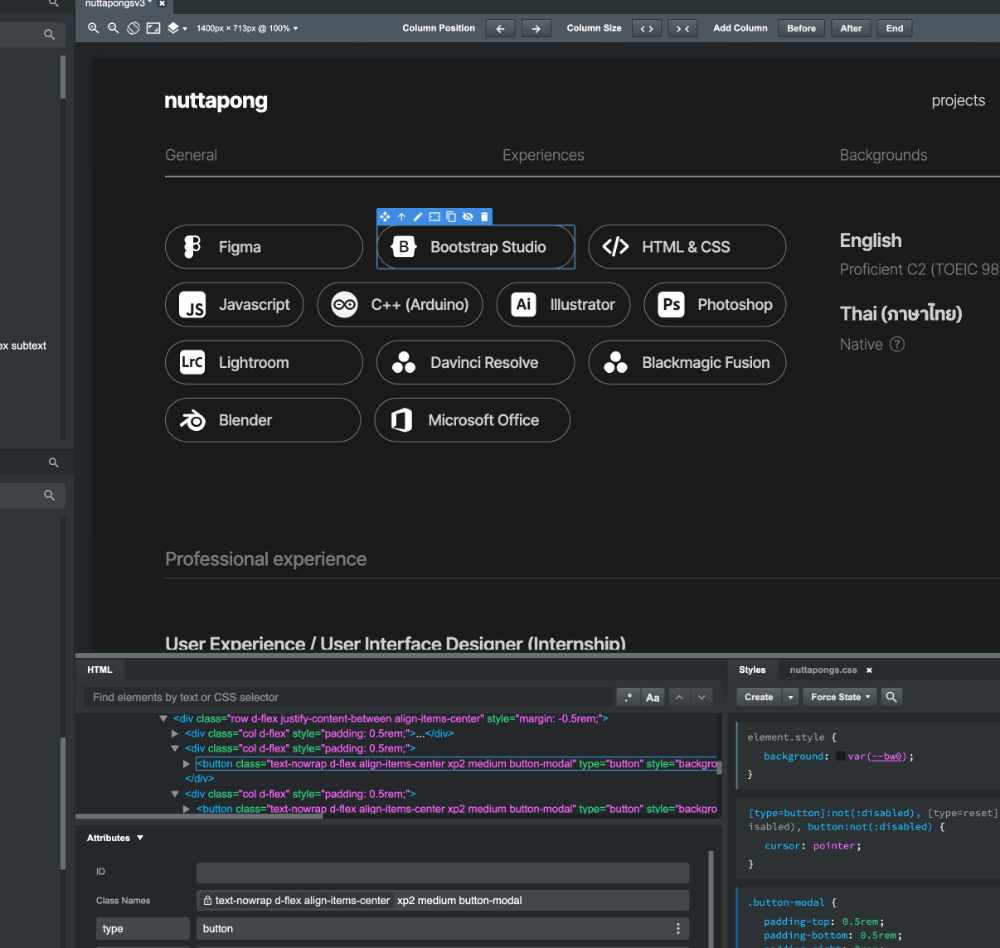 nuttapongsv3 * ×
1400px × 713px @ 100%
Column Position
Column Size
Add Column
Before
After
End
nuttapong
projects
General
Experiences
Backgrounds
Figma
B Bootstrap Studio
</> HTML & CSS
English
Proficient C2 (TOEIC 98
JS Javascript
C++ (Arduino)
Ai Illustrator
Ps Photoshop
Thai (ภาษาไทย)
Native ?
ex subtext
LrC Lightroom
Davinci Resolve
Blackmagic Fusion
Blender
Microsoft Office
Professional experience
User Experience / User Interface Designer (Internship)
HTML
Find elements by text or CSS selector
.* Aa
<div class="row d-flex justify-content-between align-items-center" style="margin: -0.5rem;">
<div class="col d-flex" style="padding: 0.5rem;">...</div>
<div class="col d-flex" style="padding: 0.5rem;">
<button class="text-nowrap d-flex align-items-center xp2 medium button-modal" type="button" style="backgro
</div>
<div class="col d-flex" style="padding: 0.5rem;">
<button class="text-nowrap d-flex align-items-center xp2 medium button-modal" type="button" style="backgro
Attributes
ID
Class Names
text-nowrap d-flex align-items-center xp2 medium button-modal
type
button
Styles
nuttapongs.css ×
Create
Force State
element.style {
background: var(--bw0);
}
[type=button]:not(:disabled), [type=reset]
isabled), button:not(:disabled) {
cursor: pointer;
}
.button-modal {
padding-top: 0.5rem;
padding-bottom: 0.5rem;